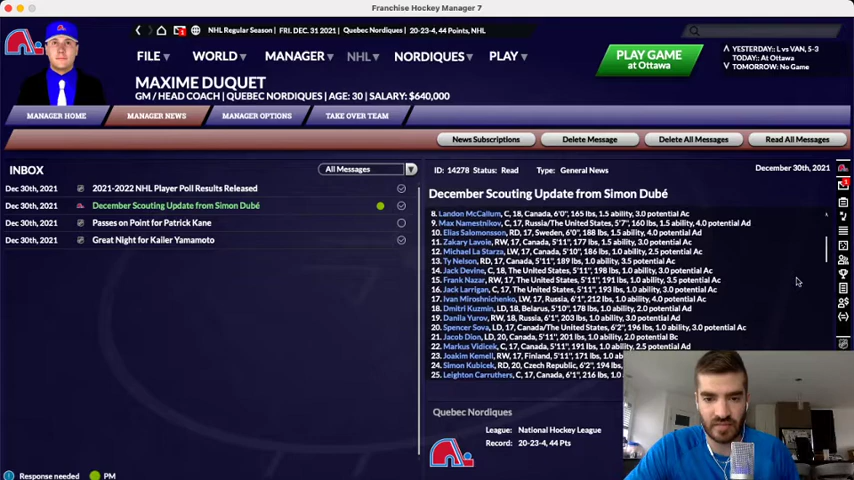 Franchise Hockey Manager 7
NHL Regular Season | FRI. DEC. 31 2021 | Quebec Nordiques | 20-23-4, 44 Points, NHL
FILE WORLD MANAGER NHL NORDIQUES PLAY
PLAY GAME
at Ottawa
YESTERDAY: L vs VAN, 5-3
TODAY:: At Ottawa
TOMORROW: No Game
MAXIME DUQUET
GM / HEAD COACH | QUEBEC NORDIQUES | AGE: 30 | SALARY: $640,000
MANAGER HOME MANAGER NEWS MANAGER OPTIONS TAKE OVER TEAM
News Subscriptions Delete Message Delete All Messages Read All Messages
INBOX
All Messages
Dec 30th, 2021 2021-2022 NHL Player Poll Results Released
Dec 30th, 2021 December Scouting Update from Simon Dubé
Dec 30th, 2021 Passes on Point for Patrick Kane
Dec 30th, 2021 Great Night for Kailer Yamamoto
ID: 14278 Status: Read Type: General News December 30th, 2021
December Scouting Update from Simon Dubé
8. Landon McCallum, C, 18, Canada, 6'0", 165 lbs, 1.5 ability, 3.0 potential Ac
9. Max Namestnikov, C, 17, Russia/The United States, 5'7", 160 lbs, 1.5 ability, 4.0 potential Ad
10. Elias Salomonsson, RD, 17, Sweden, 6'0", 188 lbs, 1.5 ability, 4.0 potential Ad
11. Zakary Lavoie, RW, 17, Canada, 5'11", 177 lbs, 1.5 ability, 3.0 potential Ac
12. Michael La Starza, LW, 17, Canada, 5'10", 186 lbs, 1.0 ability, 2.5 potential Ac
13. Ty Nelson, RD, 17, Canada, 5'11", 189 lbs, 1.0 ability, 3.5 potential Ac
14. Jack Devine, C, 18, The United States, 5'11", 198 lbs, 1.0 ability, 3.0 potential Ac
15. Frank Nazar, RW, 17, The United States, 5'11", 191 lbs, 1.0 ability, 3.5 potential Ac
16. Jack Larrigan, C, 17, The United States, 5'11", 193 lbs, 1.0 ability, 3.0 potential Ac
17. Ivan Miroshnichenko, LW, 17, Russia, 6'1", 212 lbs, 1.0 ability, 4.0 potential Ac
18. Dmitri Kuzmin, LD, 18, Belarus, 5'10", 178 lbs, 1.0 ability, 2.0 potential Ad
19. Danila Yurov, RW, 18, Russia, 6'1", 203 lbs, 1.0 ability, 3.0 potential Ac
20. Spencer Sova, LD, 17, Canada/The United States, 6'2", 196 lbs, 1.0 ability, 3.0 potential Ac
21. Jacob Dion, LD, 20, Canada, 5'11", 201 lbs, 1.0 ability, 2.0 potential Bc
22. Markus Vidicek, C, 17, Canada, 5'11", 191 lbs, 1.0 ability, 2.5 potential Ad
23. Joakim Kemell, RW, 17, Finland, 5'11", 171 lbs, 1.0 ability, 3.
24. Simon Kubicek, RD, 20, Czech Republic, 6'2", 194 lbs,
25. Leighton Carruthers, C, 17, Canada, 6'1", 216 lbs, 1.0
Quebec Nordiques
League: National Hockey League
Record: 20-23-4, 44 Pts
Response needed PM